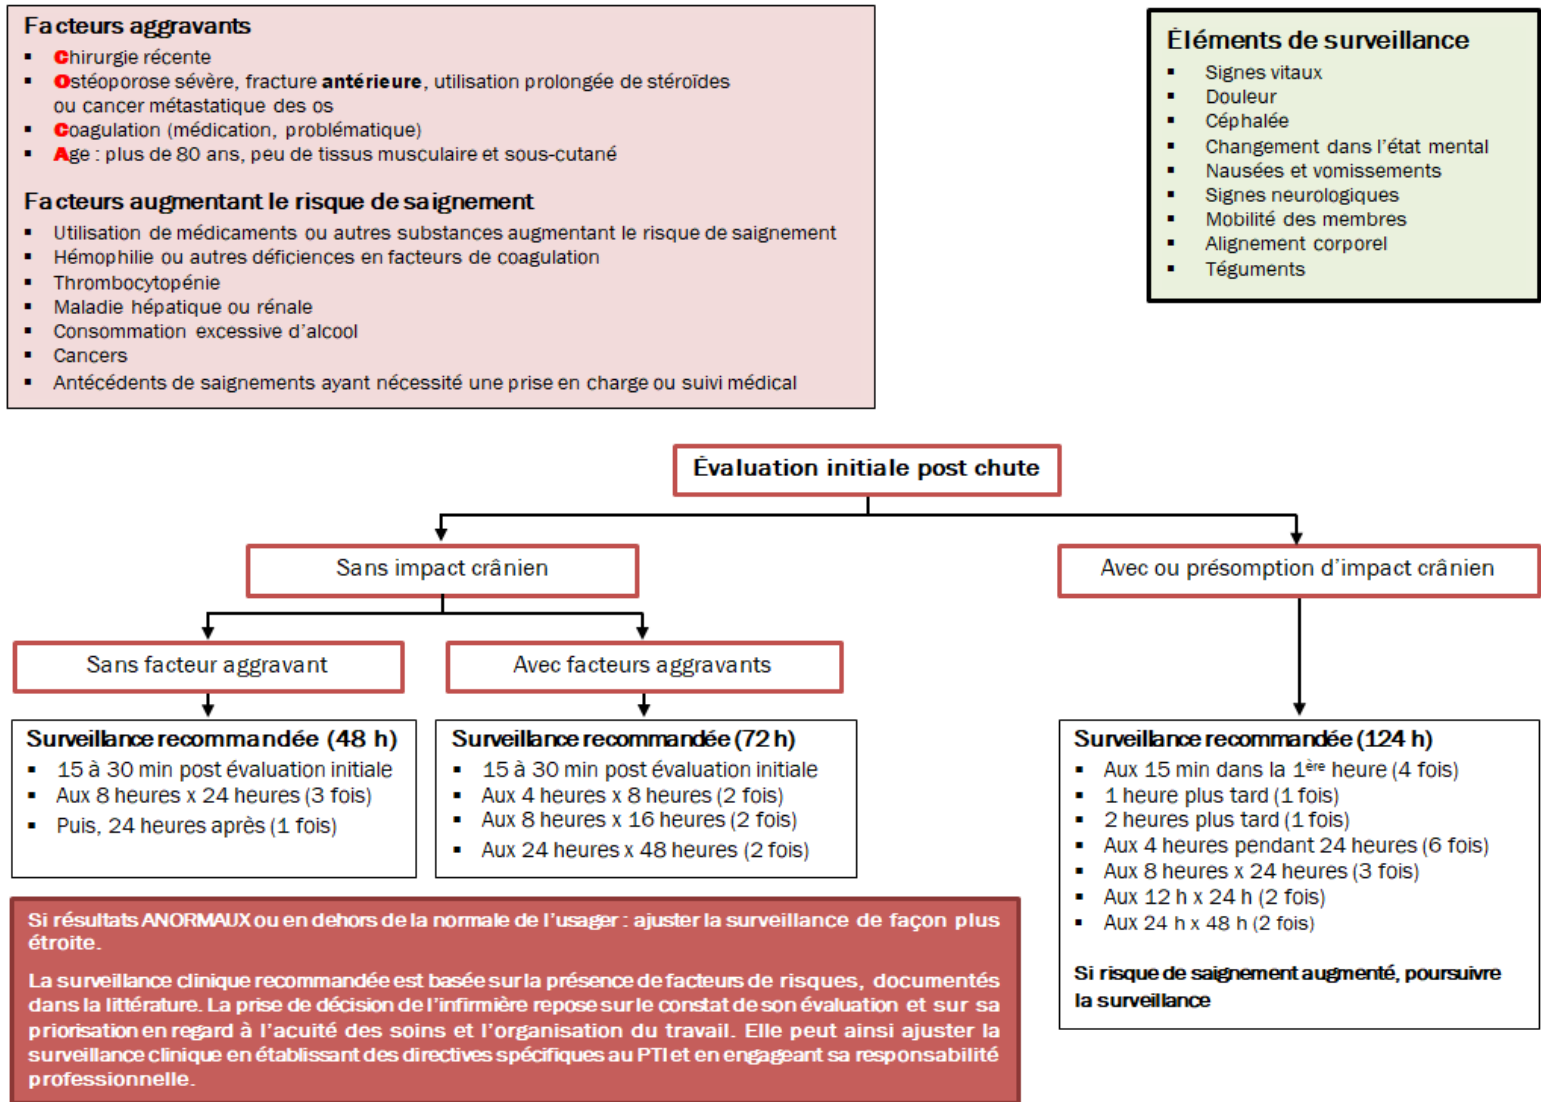 Facteurs aggravants
▪ Chirurgie récente
▪ Ostéoporose sévère, fracture antérieure, utilisation prolongée de stéroïdes
ou cancer métastatique des os
▪ Coagulation (médication, problématique)
▪ Age : plus de 80 ans, peu de tissus musculaire et sous-cutané
Facteurs augmentant le risque de saignement
▪ Utilisation de médicaments ou autres substances augmentant le risque de saignement
▪ Hémophilie ou autres déficiences en facteurs de coagulation
▪ Thrombocytopénie
▪ Maladie hépatique ou rénale
▪ Consommation excessive d'alcool
▪ Cancers
▪ Antécédents de saignements ayant nécessité une prise en charge ou suivi médical
Éléments de surveillance
▪ Signes vitaux
▪ Douleur
▪ Céphalée
▪ Changement dans l'état mental
▪ Nausées et vomissements
▪ Signes neurologiques
▪ Mobilité des membres
▪ Alignement corporel
▪ Téguments
Évaluation initiale post chute
Sans impact crânien
Avec ou présomption d'impact crânien
Sans facteur aggravant
Avec facteurs aggravants
Surveillance recommandée (48 h)
▪ 15 à 30 min post évaluation initiale
▪ Aux 8 heures x 24 heures (3 fois)
▪ Puis, 24 heures après (1 fois)
Surveillance recommandée (72 h)
▪ 15 à 30 min post évaluation initiale
▪ Aux 4 heures x 8 heures (2 fois)
▪ Aux 8 heures x 16 heures (2 fois)
▪ Aux 24 heures x 48 heures (2 fois)
Surveillance recommandée (124 h)
▪ Aux 15 min dans la 1ère heure (4 fois)
▪ 1 heure plus tard (1 fois)
▪ 2 heures plus tard (1 fois)
▪ Aux 4 heures pendant 24 heures (6 fois)
▪ Aux 8 heures x 24 heures (3 fois)
▪ Aux 12 h x 24 h (2 fois)
▪ Aux 24 h x 48 h (2 fois)
Si risque de saignement augmenté, poursuivre
la surveillance
Si résultats ANORMAUX ou en dehors de la normale de l'usager : ajuster la surveillance de façon plus
étroite.
La surveillance clinique recommandée est basée sur la présence de facteurs de risques, documentés
dans la littérature. La prise de décision de l'infirmière repose sur le constat de son évaluation et sur sa
priorisation en regard à l'acuité des soins et l'organisation du travail. Elle peut ainsi ajuster la
surveillance clinique en établissant des directives spécifiques au PTI et en engageant sa responsabilité
professionnelle.